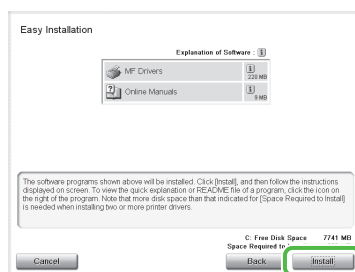 Easy Installation
Explanation of Software :
MF Drivers
220 MB
Online Manuals
9 MB
The software programs shown above will be installed. Click [Install], and then follow the instructions
displayed on screen. To view the quick explanation or README file of a program, click the icon on
the right of the program. Note that more disk space than that indicated for [Space Required to Install]
is needed when installing two or more printer drivers.
C: Free Disk Space 7741 MB
Space Required to
Cancel
Back
Install